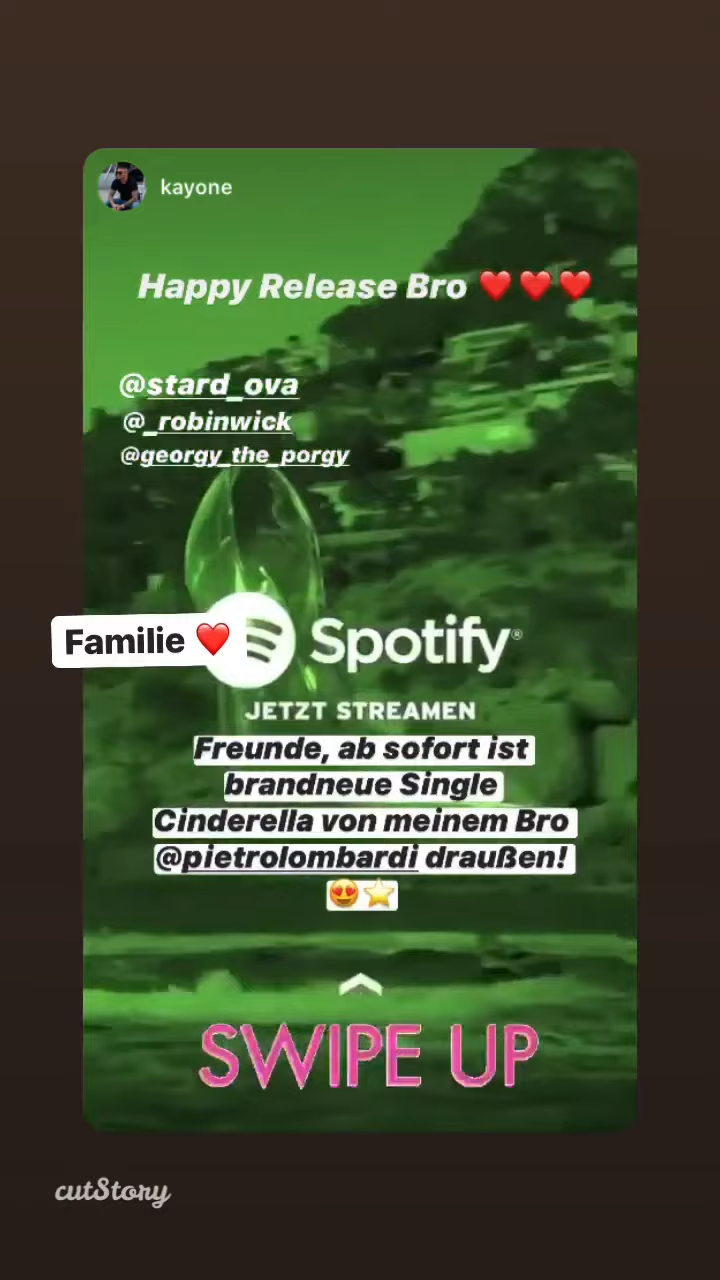 kayone
Happy Release Bro ❤️❤️❤️
@stard_ova
@_robinwick
@georgy_the_porgy
Familie ❤️
Spotify®
JETZT STREAMEN
Freunde, ab sofort ist
brandneue Single
Cinderella von meinem Bro
@pietrolombardi draußen!
😍⭐
SWIPE UP
cutStory